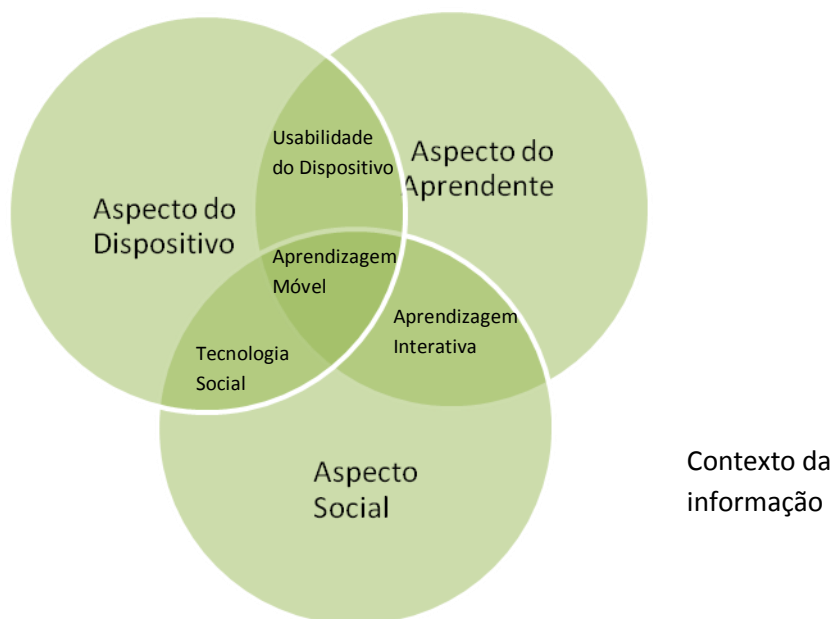 Usabilidade
do Dispositivo
Aspecto do
Aprendente
Aspecto do
Dispositivo
Aprendizagem
Móvel
Aprendizagem
Interativa
Tecnologia
Social
Aspecto
Social
Contexto da
informação